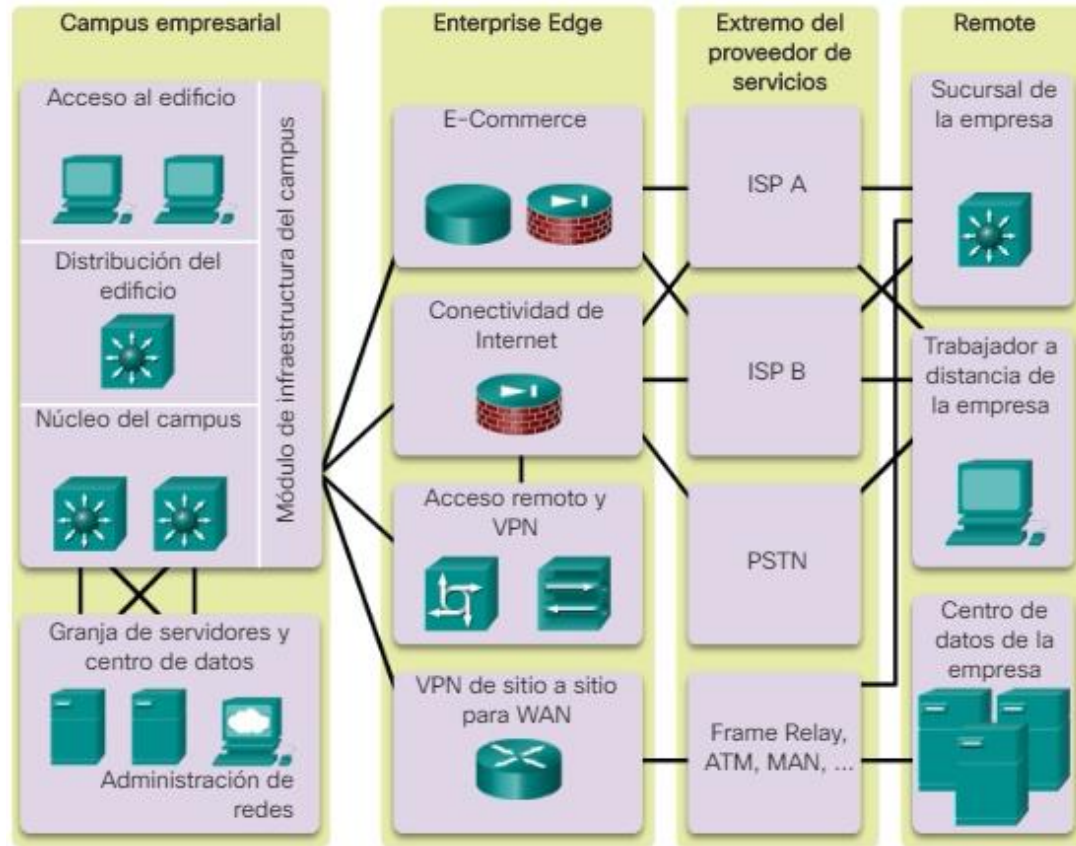 Campus empresarial
Acceso al edificio
Distribución del
edificio
Núcleo del campus
Módulo de infraestructura del campus
Granja de servidores y
centro de datos
Administración de
redes
Enterprise Edge
E-Commerce
Conectividad de
Internet
Acceso remoto y
VPN
VPN de sitio a sitio
para WAN
Extremo del
proveedor de
servicios
ISP A
ISP B
PSTN
Frame Relay,
ATM, MAN, ...
Remote
Sucursal de
la empresa
Trabajador a
distancia de
la empresa
Centro de
datos de la
empresa